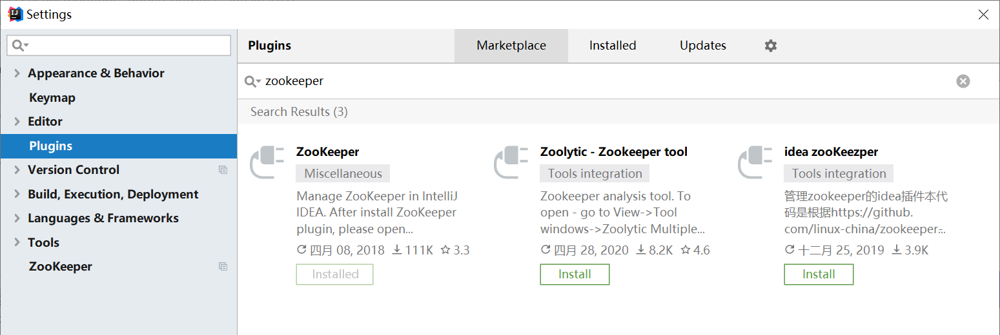 Settings
Plugins Marketplace Installed Updates
zookeeper
Search Results (3)
Appearance & Behavior
Keymap
Editor
Plugins
Version Control
Build, Execution, Deployment
Languages & Frameworks
Tools
ZooKeeper
ZooKeeper
Miscellaneous
Manage ZooKeeper in IntelliJ
IDEA. After install ZooKeeper
plugin, please open...
四月 08, 2018 111K 3.3
Installed
Zoolytic - Zookeeper tool
Tools integration
Zookeeper analysis tool. To
open - go to View->Tool
windows->Zoolytic Multiple...
四月 28, 2020 8.2K 4.6
Install
idea zooKeezper
Tools integration
管理zookeeper的idea插件本代
码是根据https://github.
com/linux-china/zookeeper-...
十二月 25, 2019 3.9K
Install